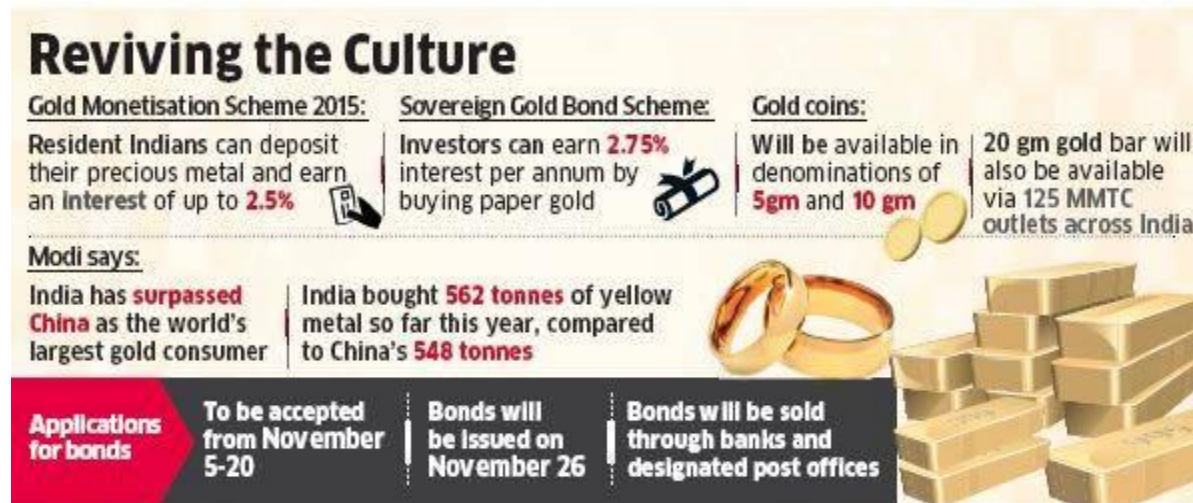 Reviving the Culture
Gold Monetisation Scheme 2015:
Resident Indians can deposit
their precious metal and earn
an interest of up to 2.5%
Sovereign Gold Bond Scheme:
Investors can earn 2.75%
interest per annum by
buying paper gold
Gold coins:
Will be available in
denominations of
5gm and 10 gm
20 gm gold bar will
also be available
via 125 MMTC
outlets across India
Modi says:
India has surpassed
China as the world's
largest gold consumer
India bought 562 tonnes of yellow
metal so far this year, compared
to China's 548 tonnes
Applications
for bonds
To be accepted
from November
5-20
Bonds will
be issued on
November 26
Bonds will be sold
through banks and
designated post offices